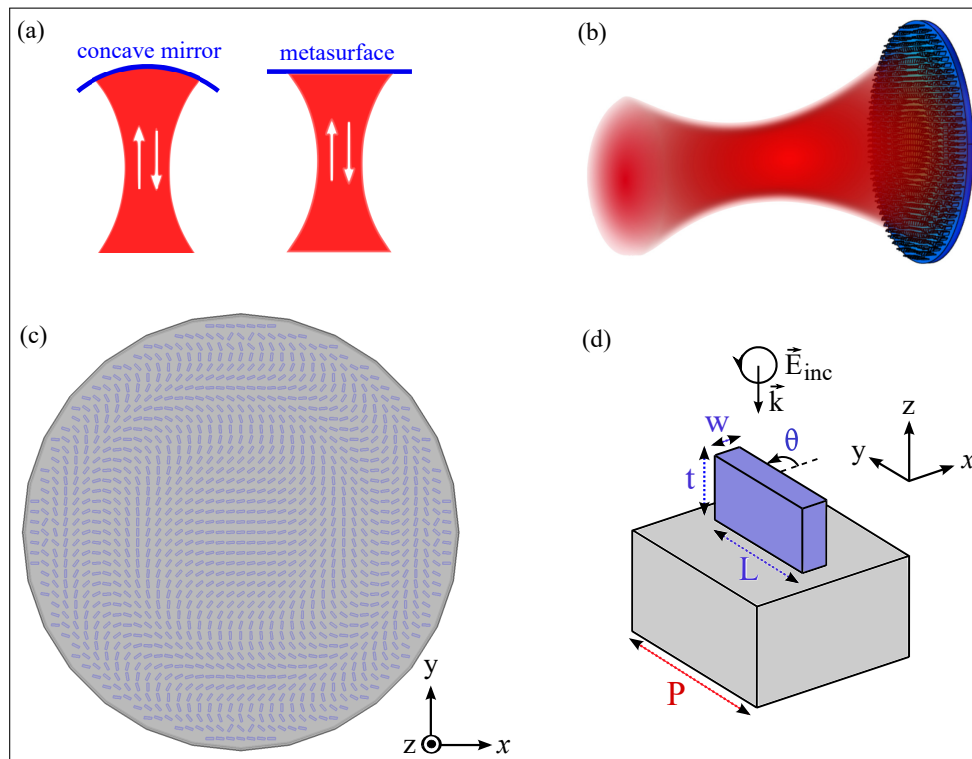 (a)
concave mirror
metasurface
(b)
(c)
y
z
x
(d)
E⃗inc
k⃗
w
θ
t
L
P
z
y
x